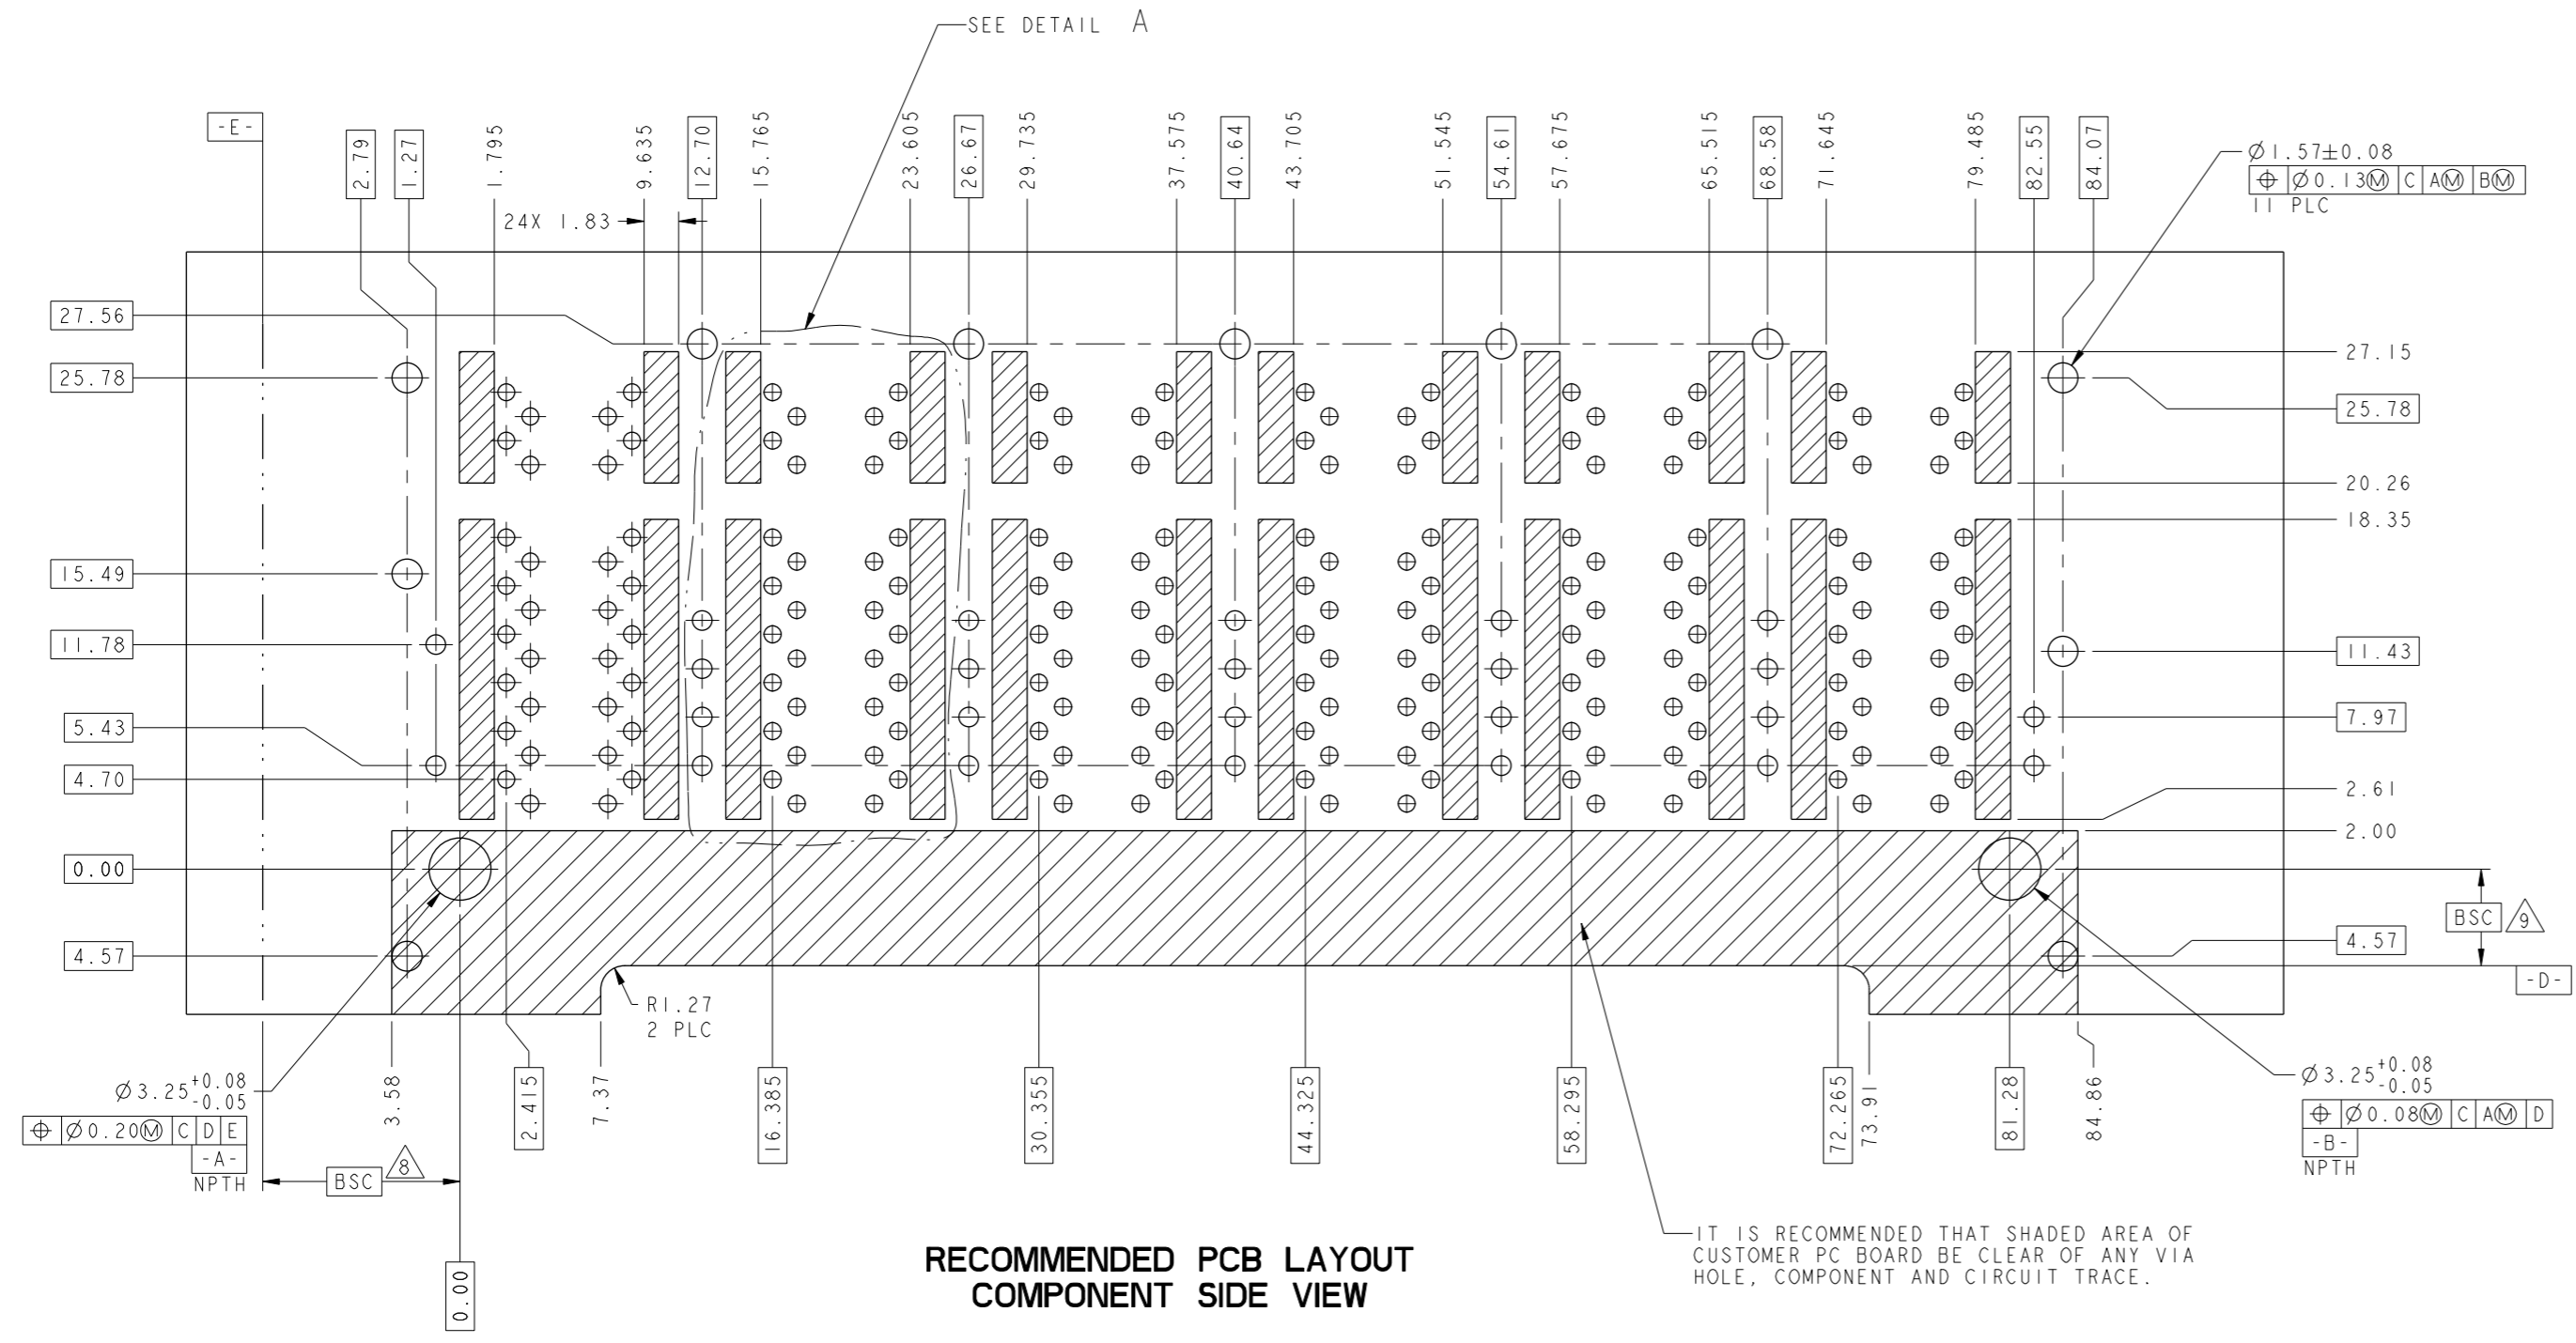 SEE DETAIL A
-E-
2.79
1.27
1.795
9.635
12.70
15.765
23.605
26.67
29.735
37.575
40.64
43.705
51.545
54.61
57.675
65.515
68.58
71.645
79.485
82.55
84.07
24X 1.83
Ø1.57±0.08
⌖ Ø0.13Ⓜ C AⓂ BⓂ
11 PLC
27.56
25.78
15.49
11.78
5.43
4.70
0.00
4.57
27.15
25.78
20.26
18.35
11.43
7.97
2.61
2.00
BSC 9
4.57
-D-
R1.27
2 PLC
Ø3.25 +0.08 -0.05
⌖ Ø0.20Ⓜ C D E
-A-
NPTH
BSC 8
0.00
3.58
2.415
7.37
16.385
30.355
44.325
58.295
72.265
73.91
81.28
84.86
Ø3.25 +0.08 -0.05
⌖ Ø0.08Ⓜ C AⓂ D
-B-
NPTH
IT IS RECOMMENDED THAT SHADED AREA OF
CUSTOMER PC BOARD BE CLEAR OF ANY VIA
HOLE, COMPONENT AND CIRCUIT TRACE.
RECOMMENDED PCB LAYOUT
COMPONENT SIDE VIEW